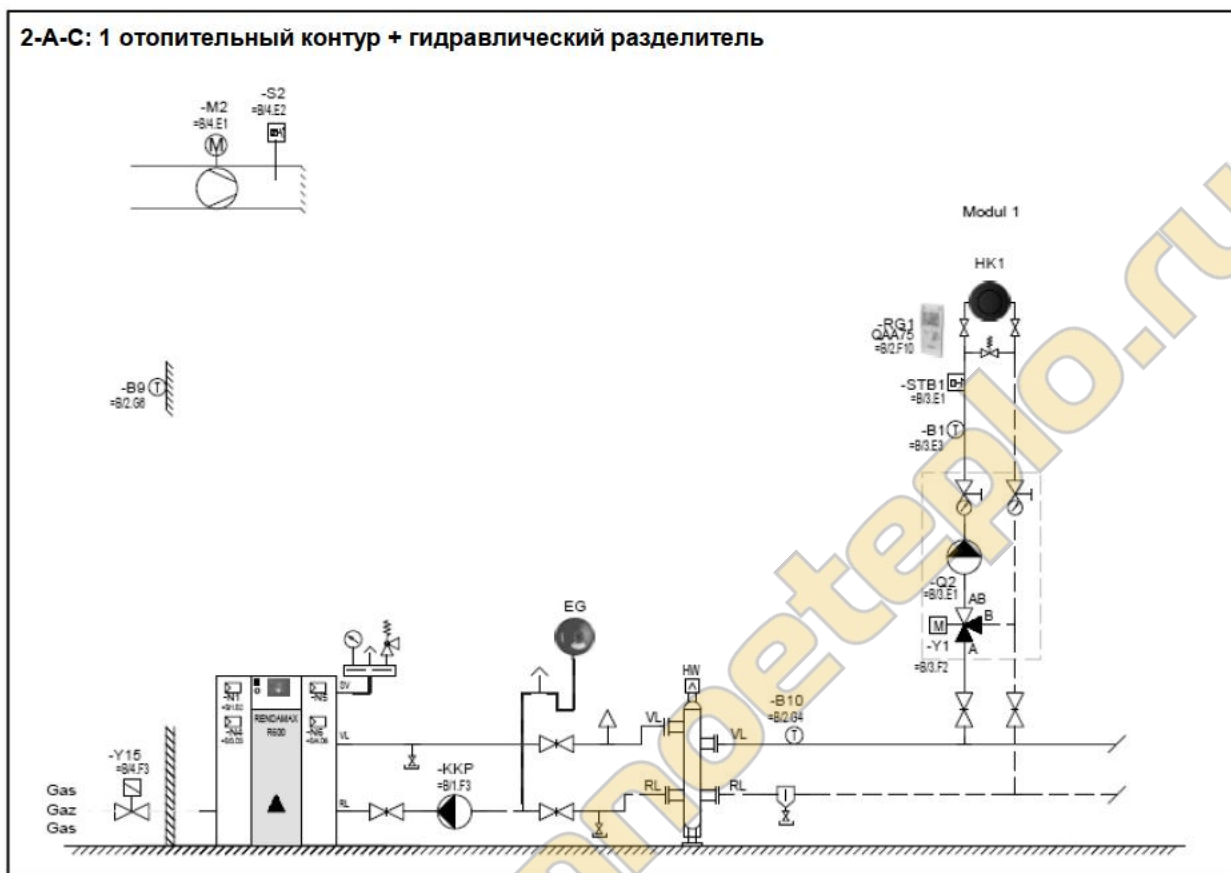 2-A-C: 1 отопительный контур + гидравлический разделитель
-S2
=B/4.E2
-M2
=B/4.E1
M
Modul 1
HK1
-RG1
QAA75
=B/2.F10
-B9
T
=B/2.G6
-STB1
=B/3.E1
-B1
T
=B/3.E3
-Q2
=B/3.E1
AB
B
M
-Y1
A
=B/3.F2
EG
HW
SV
-N1
-N5
RENDAMAX
R600
-N4
VL
VL
-B10
=B/2.G4
VL
T
-Y15
=B/4.F3
-KKP
=B/1.F3
RL
RL
RL
Gas
Gaz
Gas
nnoeteplo.ru